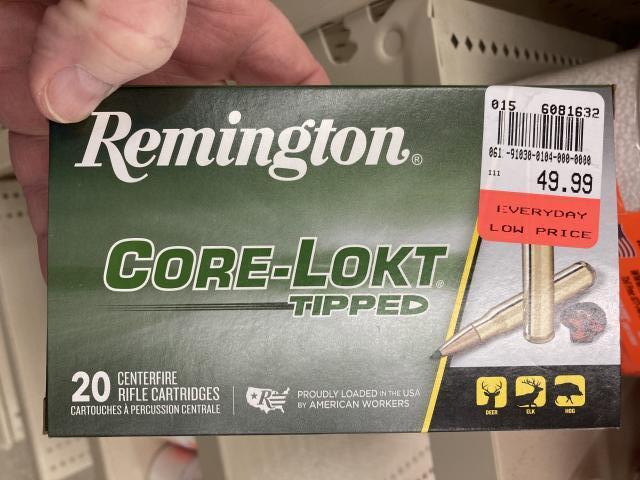 Remington®
015 6081632
061 -91030-0104-000-0000
111
49.99
EVERYDAY
LOW PRICE
CORE-LOKT®
TIPPED
20 CENTERFIRE
RIFLE CARTRIDGES
CARTOUCHES À PERCUSSION CENTRALE
R
PROUDLY LOADED IN THE USA
BY AMERICAN WORKERS
DEER
ELK
HOG